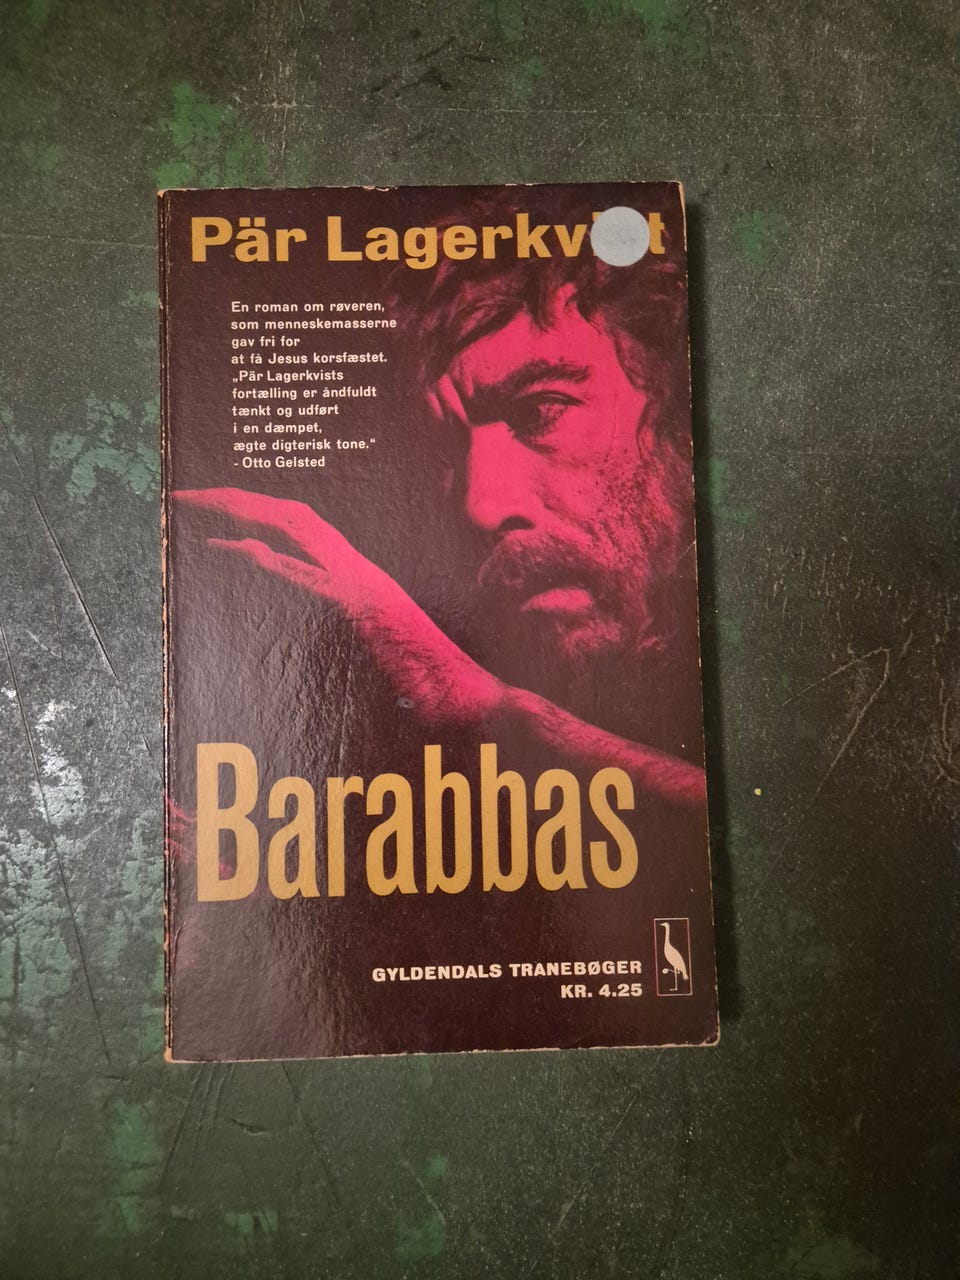 Pär Lagerkvist
En roman om røveren,
som menneskemasserne
gav fri for
at få Jesus korsfæstet.
„Pär Lagerkvists
fortælling er åndfuldt
tænkt og udført
i en dæmpet,
ægte digterisk tone.“
- Otto Gelsted
Barabbas
GYLDENDALS TRANEBØGER
KR. 4.25